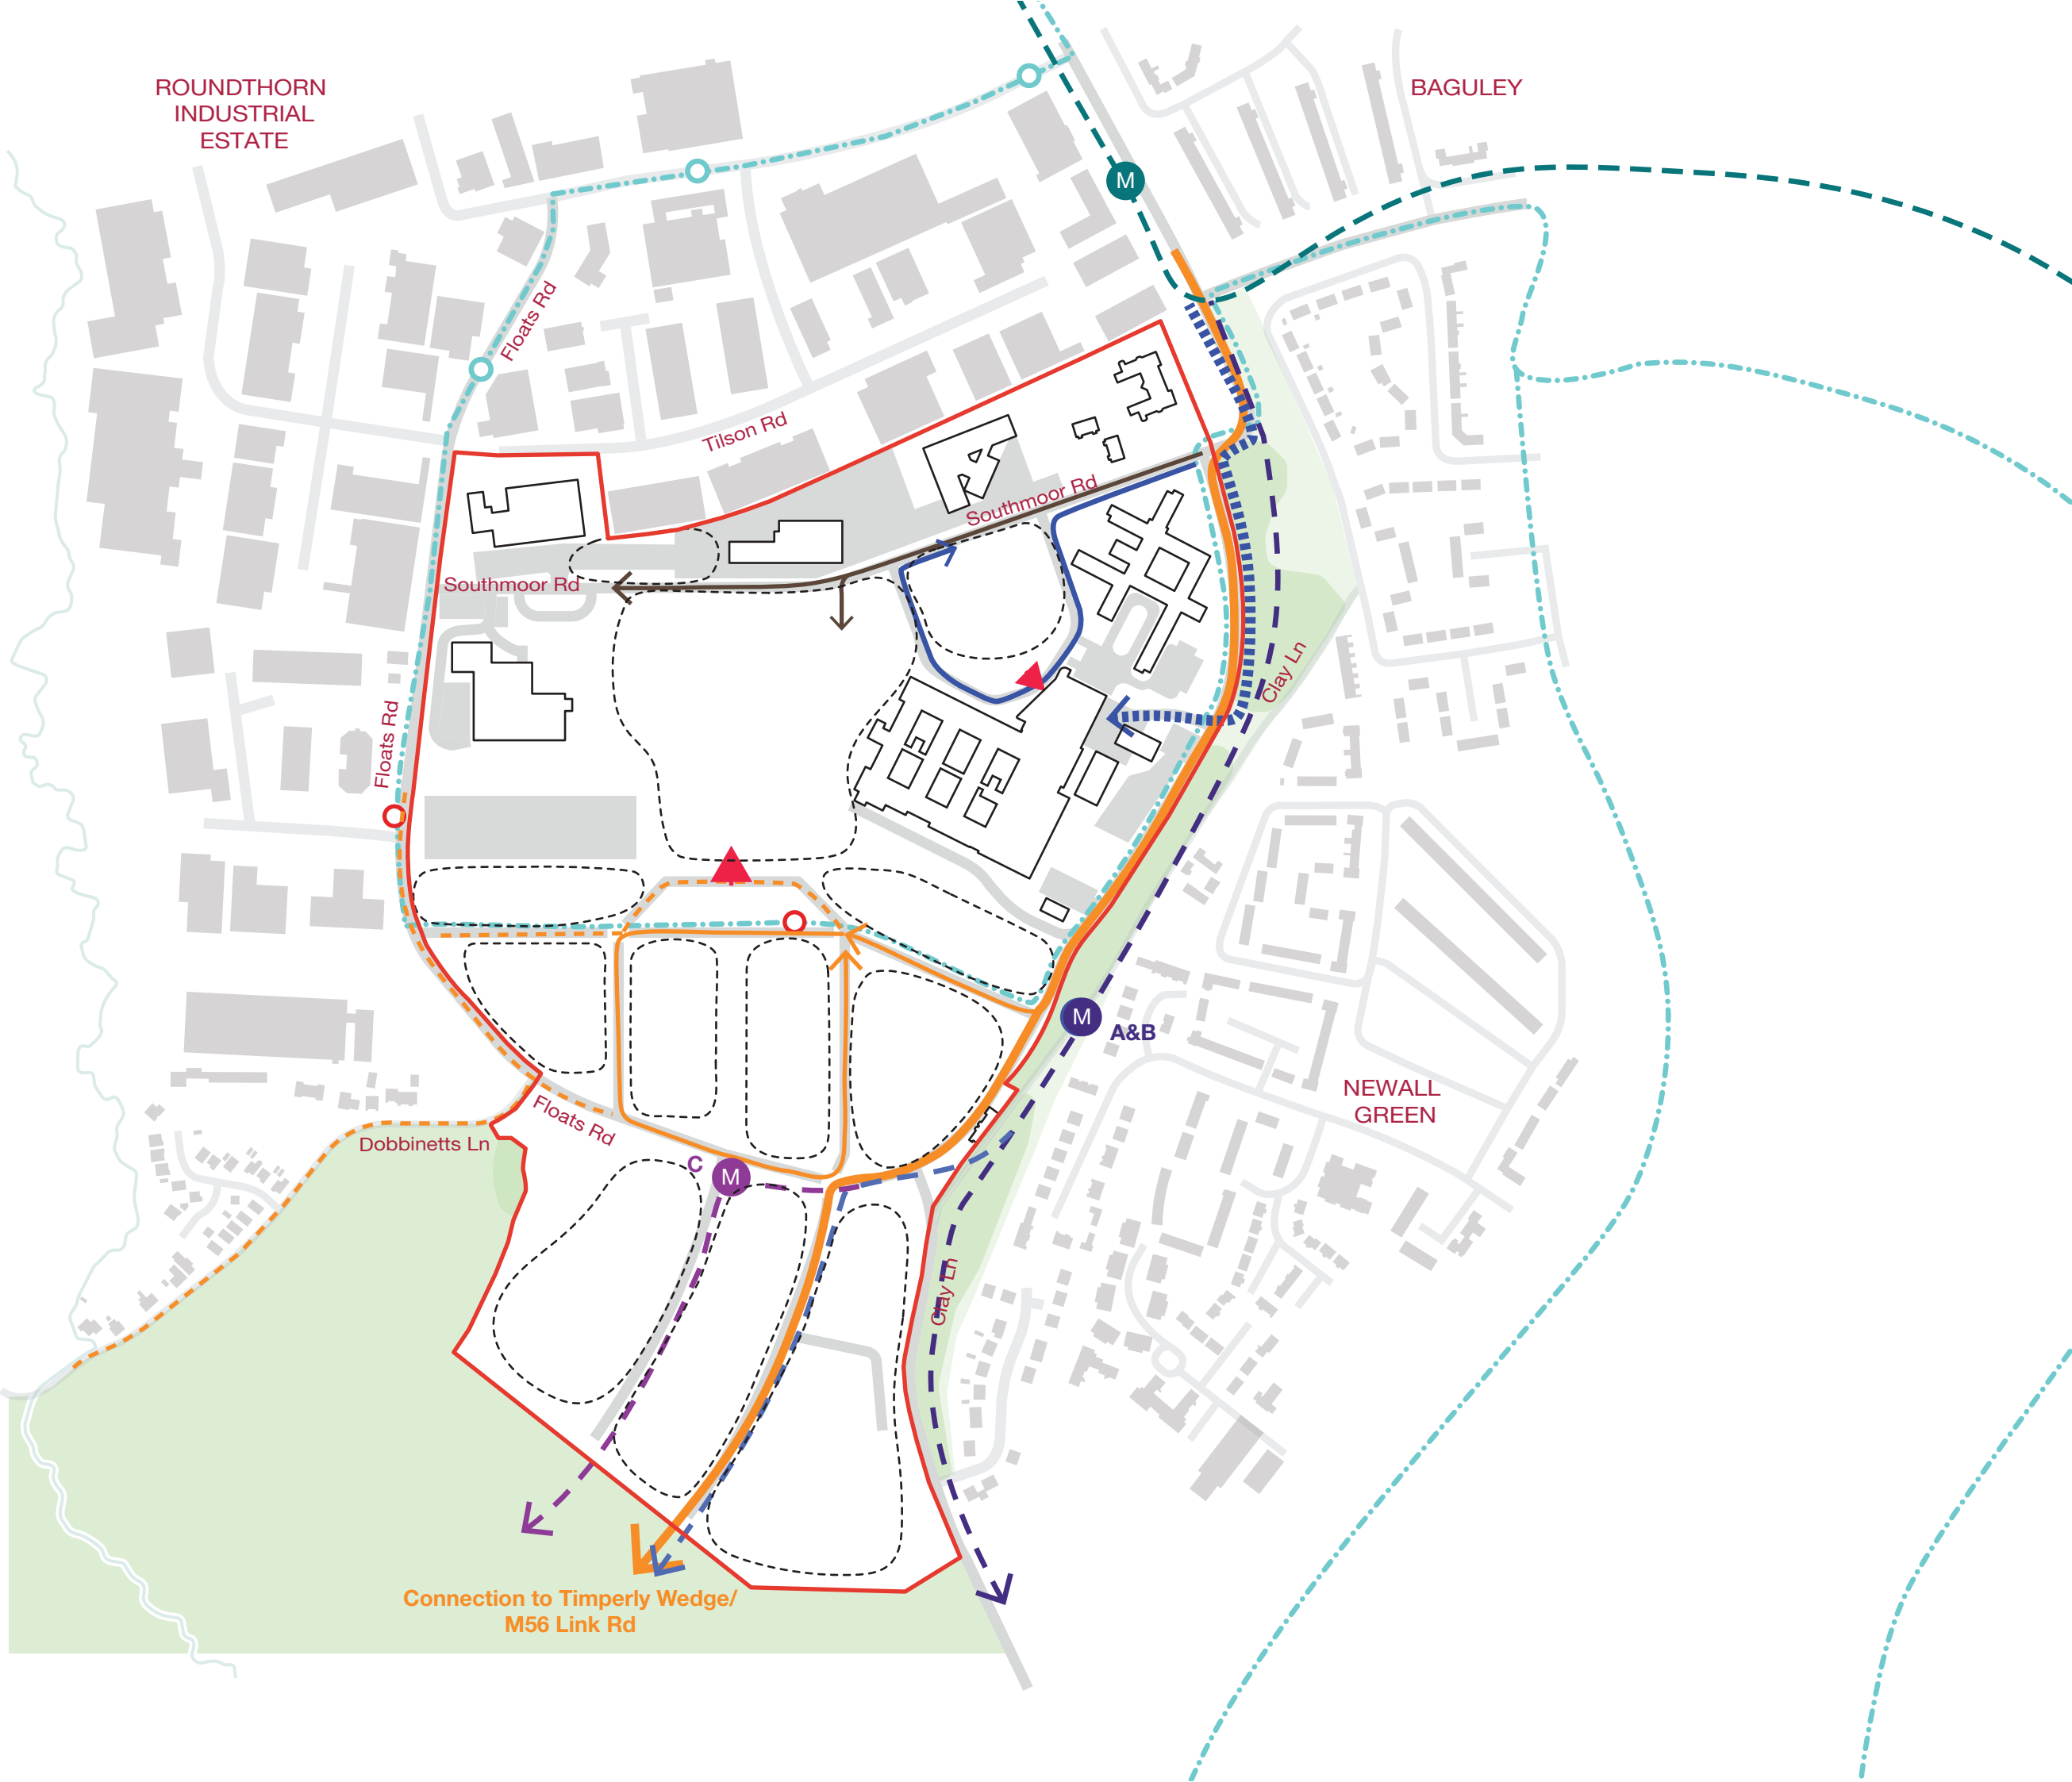 ROUNDTHORN
INDUSTRIAL
ESTATE
BAGULEY
M
Floats Rd
Tilson Rd
Southmoor Rd
Southmoor Rd
Clay Ln
Floats Rd
M
A&B
NEWALL
GREEN
Floats Rd
Dobbinetts Ln
C
M
Clay Ln
Connection to Timperly Wedge/
M56 Link Rd